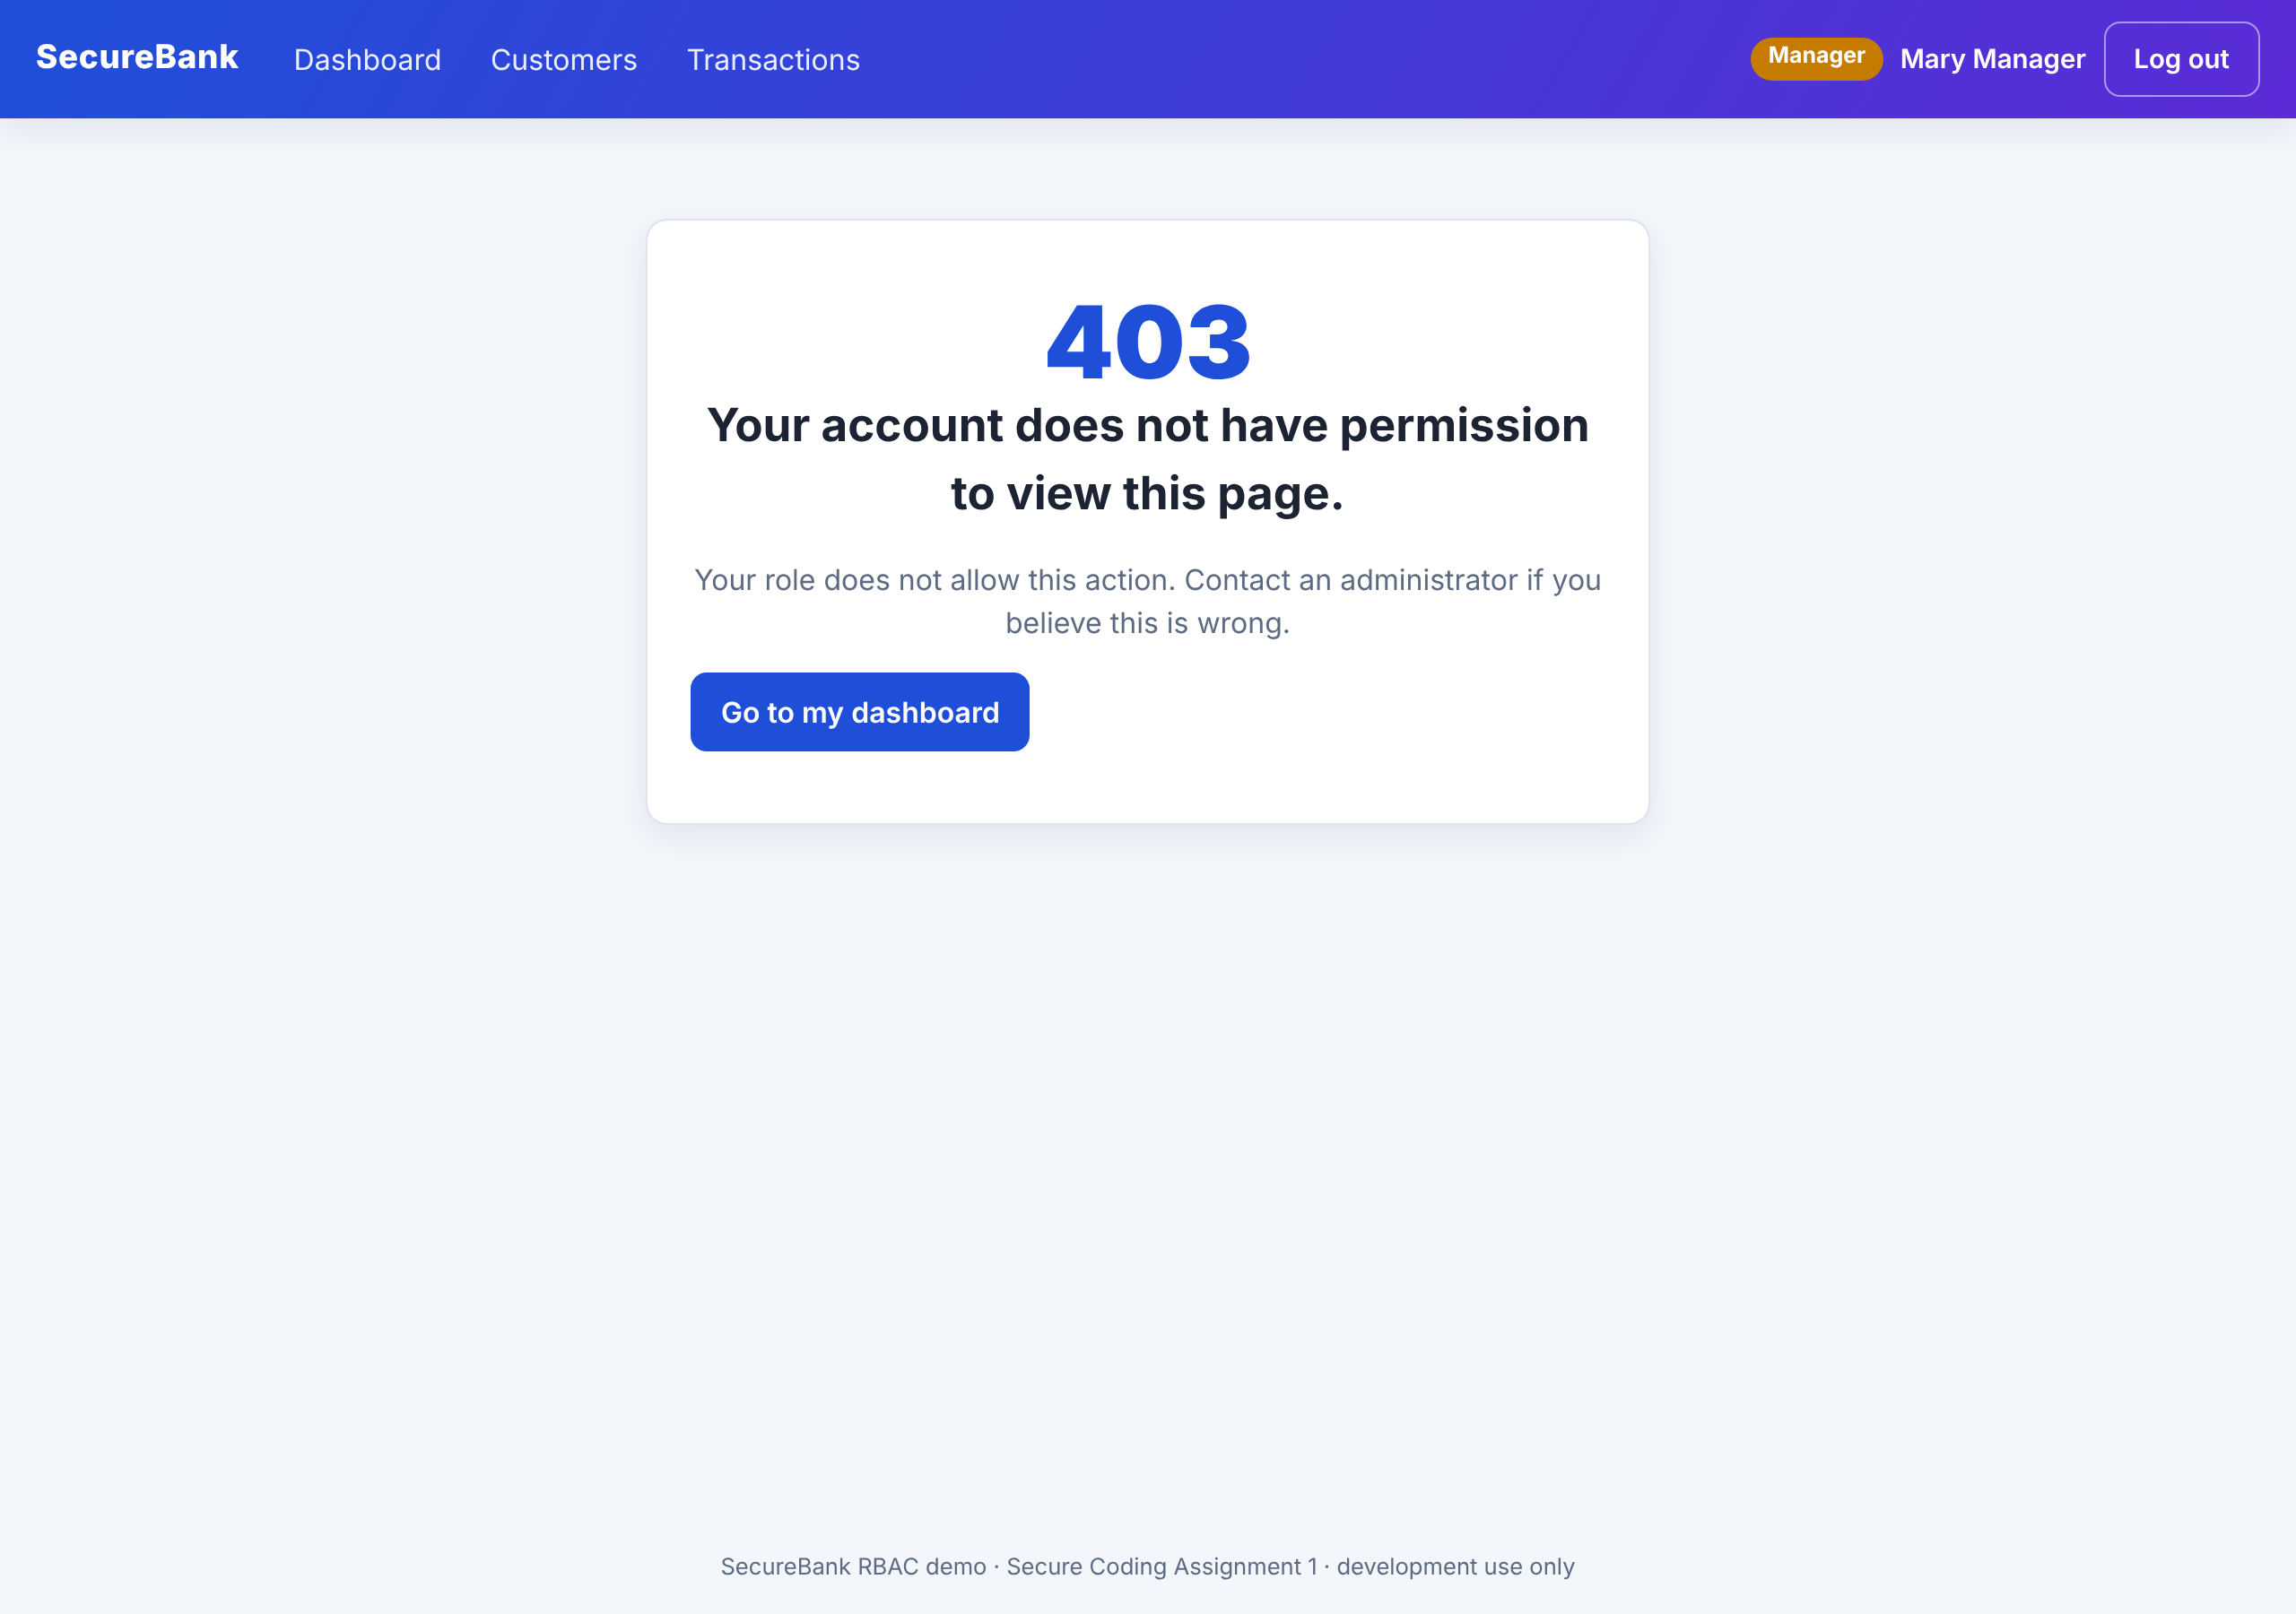 SecureBank Dashboard Customers Transactions Manager Mary Manager Log out
403
Your account does not have permission
to view this page.
Your role does not allow this action. Contact an administrator if you
believe this is wrong.
Go to my dashboard
SecureBank RBAC demo · Secure Coding Assignment 1 · development use only